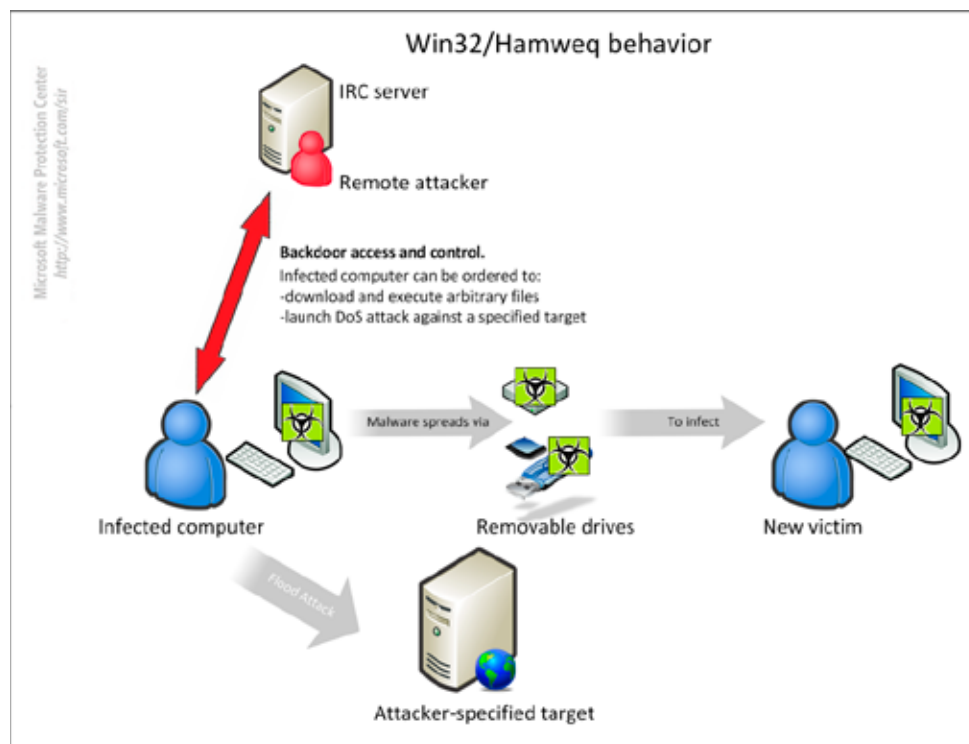 Win32/Hamweq behavior
Microsoft Malware Protection Center
http://www.microsoft.com/sir
IRC server
Remote attacker
Backdoor access and control.
Infected computer can be ordered to:
-download and execute arbitrary files
-launch DoS attack against a specified target
Malware spreads via
To infect
Infected computer
Removable drives
New victim
Flood Attack
Attacker-specified target